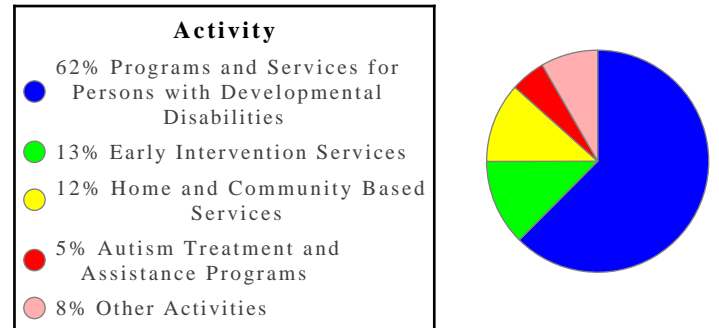 Activity
62% Programs and Services for
Persons with Developmental
Disabilities
13% Early Intervention Services
12% Home and Community Based
Services
5% Autism Treatment and
Assistance Programs
8% Other Activities